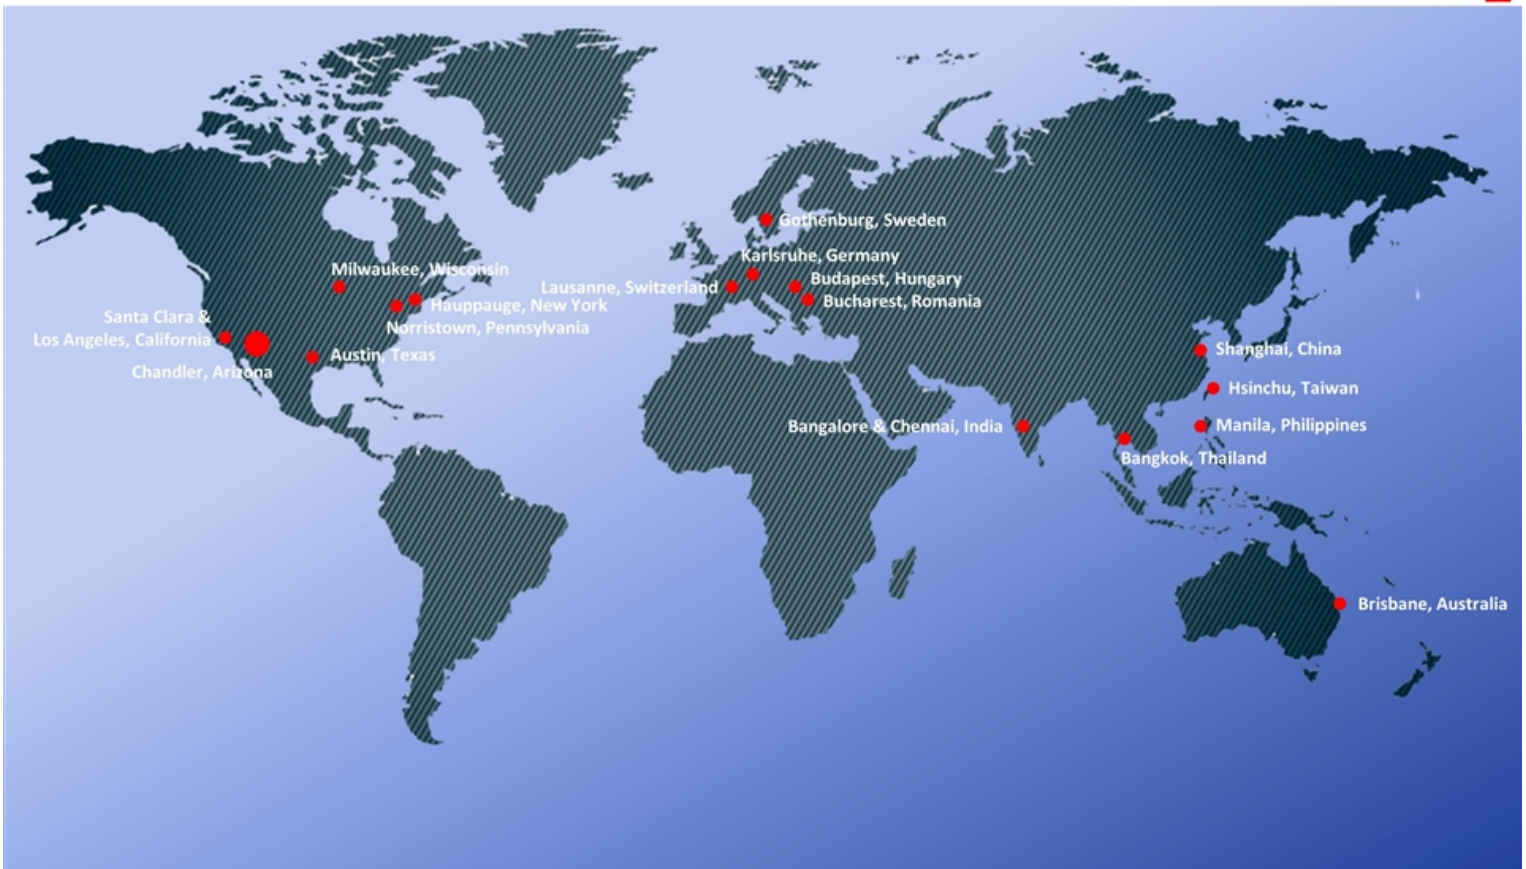 Gothenburg, Sweden
Karlsruhe, Germany
Milwaukee, Wisconsin
Budapest, Hungary
Lausanne, Switzerland
Bucharest, Romania
Hauppauge, New York
Santa Clara &
Norristown, Pennsylvania
Los Angeles, California
Shanghai, China
Austin, Texas
Chandler, Arizona
Hsinchu, Taiwan
Bangalore & Chennai, India
Manila, Philippines
Bangkok, Thailand
Brisbane, Australia